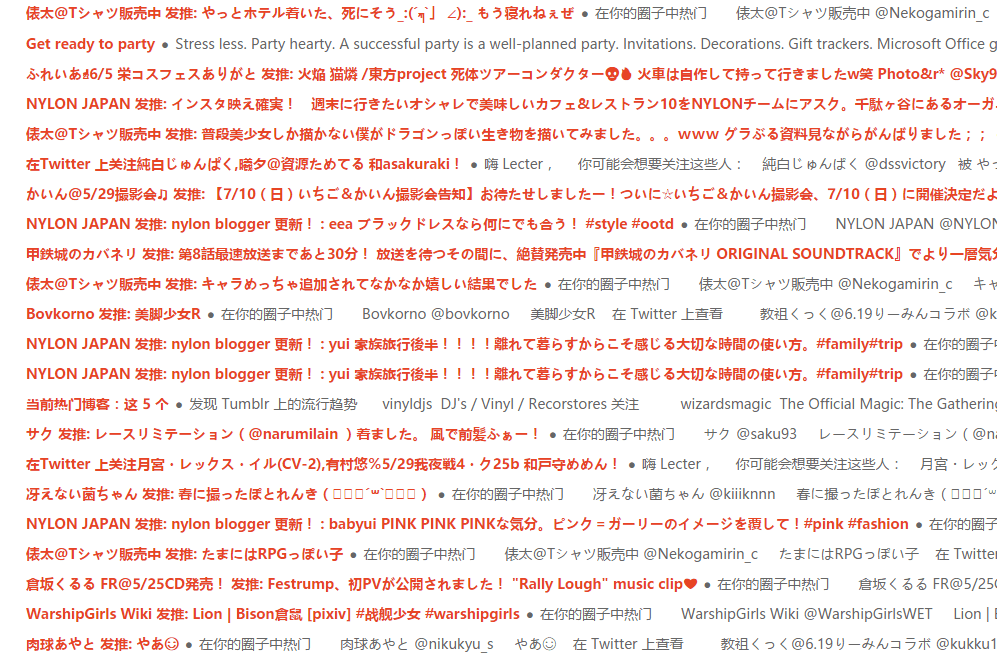 俵太@Tシャツ販売中 发推: やっとホテル着いた、死にそう_:(´ཀ`」 ∠):_ もう寝れねぇぜ ● 在你的圈子中热门 俵太@Tシャツ販売中 @Nekogamirin_c
Get ready to party ● Stress less. Party hearty. A successful party is a well-planned party. Invitations. Decorations. Gift trackers. Microsoft Office g
ふれいあ 6/5 栄コスフェスありがと 发推: 火焔 猫燐 /東方project 死体ツアーコンダクター💀🔥 火車は自作して持って行きましたw笑 Photo&r* @Sky9
NYLON JAPAN 发推: インスタ映え確実！ 週末に行きたいオシャレで美味しいカフェ&レストラン10をNYLONチームにアスク。千駄ヶ谷にあるオーガニ
俵太@Tシャツ販売中 发推: 普段美少女しか描かない僕がドラゴンっぽい生き物を描いてみました。。。ｗｗｗ グラぶる資料見ながらがんばりました；；
在Twitter 上关注純白じゅんぱく,曦夕@資源ためてる 和asakuraki！ ● 嗨 Lecter， 你可能会想要关注这些人： 純白じゅんぱく @dssvictory 被 やっ
かいん@5/29撮影会♫ 发推: 【7/10（日）いちご＆かいん撮影会告知】お待たせしましたー！ついに☆いちご＆かいん撮影会、7/10（日）に開催決定だよ
NYLON JAPAN 发推: nylon blogger 更新！ : eea ブラックドレスなら何にでも合う！ #style #ootd ● 在你的圈子中热门 NYLON JAPAN @NYLON
甲鉄城のカバネリ 发推: 第8話最速放送まであと30分！ 放送を待つその間に、絶賛発売中『甲鉄城のカバネリ ORIGINAL SOUNDTRACK』でより一層気分
俵太@Tシャツ販売中 发推: キャラめっちゃ追加されてなかなか嬉しい結果でした ● 在你的圈子中热门 俵太@Tシャツ販売中 @Nekogamirin_c キャ
Bovkorno 发推: 美脚少女R ● 在你的圈子中热门 Bovkorno @bovkorno 美脚少女R 在 Twitter 上查看 教祖くっく@6.19りーみんコラボ @k
NYLON JAPAN 发推: nylon blogger 更新！ : yui 家族旅行後半！！！！離れて暮らすからこそ感じる大切な時間の使い方。#family#trip ● 在你的圈子中
NYLON JAPAN 发推: nylon blogger 更新！ : yui 家族旅行後半！！！！離れて暮らすからこそ感じる大切な時間の使い方。#family#trip ● 在你的圈子中
当前热门博客：这 5 个 ● 发现 Tumblr 上的流行趋势 vinyldjs DJ's / Vinyl / Recorstores 关注 wizardsmagic The Official Magic: The Gathering
サク 发推: レースリミテーション（ @narumilain ）着ました。 風で前髪ふぁー！ ● 在你的圈子中热门 サク @saku93 レースリミテーション（ @na
在Twitter 上关注月宮・レックス・イル(CV-2),有村悠%5/29我夜戦4・ク25b 和戸守めめん！ ● 嗨 Lecter， 你可能会想要关注这些人： 月宮・レック
冴えない菌ちゃん 发推: 春に撮ったぽとれんき（ ▯▯▯´꒳`▯▯▯ ） ● 在你的圈子中热门 冴えない菌ちゃん @kiiiknnn 春に撮ったぽとれんき（ ▯▯▯´꒳`
NYLON JAPAN 发推: nylon blogger 更新！ : babyui PINK PINK PINKな気分。ピンク＝ガーリーのイメージを覆して！#pink #fashion ● 在你的圈子
俵太@Tシャツ販売中 发推: たまにはRPGっぽい子 ● 在你的圈子中热门 俵太@Tシャツ販売中 @Nekogamirin_c たまにはRPGっぽい子 在 Twitter
倉坂くるる FR@5/25CD発売！ 发推: Festrump、初PVが公開されました！ "Rally Lough" music clip❤ ● 在你的圈子中热门 倉坂くるる FR@5/25C
WarshipGirls Wiki 发推: Lion | Bison倉鼠 [pixiv] #战舰少女 #warshipgirls ● 在你的圈子中热门 WarshipGirls Wiki @WarshipGirlsWET Lion | B
肉球あやと 发推: やあ☺ ● 在你的圈子中热门 肉球あやと @nikukyu_s やあ☺ 在 Twitter 上查看 教祖くっく@6.19りーみんコラボ @kukku1